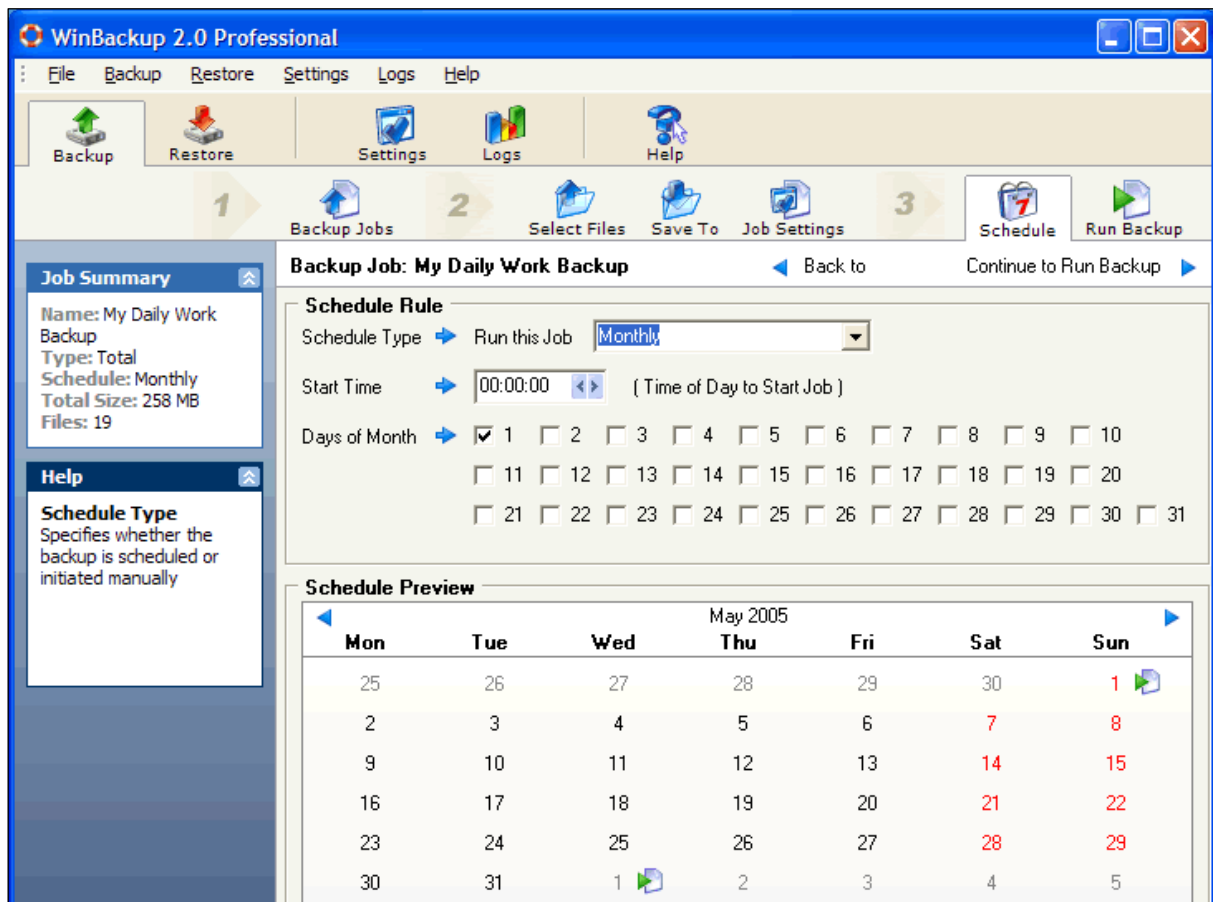 WinBackup 2.0 Professional
File Backup Restore Settings Logs Help
Backup Restore Settings Logs Help
1 Backup Jobs 2 Select Files Save To Job Settings 3 Schedule Run Backup
7
Job Summary
Name: My Daily Work
Backup
Type: Total
Schedule: Monthly
Total Size: 258 MB
Files: 19
Help
Schedule Type
Specifies whether the
backup is scheduled or
initiated manually
Backup Job: My Daily Work Backup Back to Continue to Run Backup
Schedule Rule
Schedule Type Run this Job Monthly
Start Time 00:00:00 ( Time of Day to Start Job )
Days of Month 1 2 3 4 5 6 7 8 9 10
11 12 13 14 15 16 17 18 19 20
21 22 23 24 25 26 27 28 29 30 31
Schedule Preview
May 2005
Mon Tue Wed Thu Fri Sat Sun
25 26 27 28 29 30 1
2 3 4 5 6 7 8
9 10 11 12 13 14 15
16 17 18 19 20 21 22
23 24 25 26 27 28 29
30 31 1 2 3 4 5